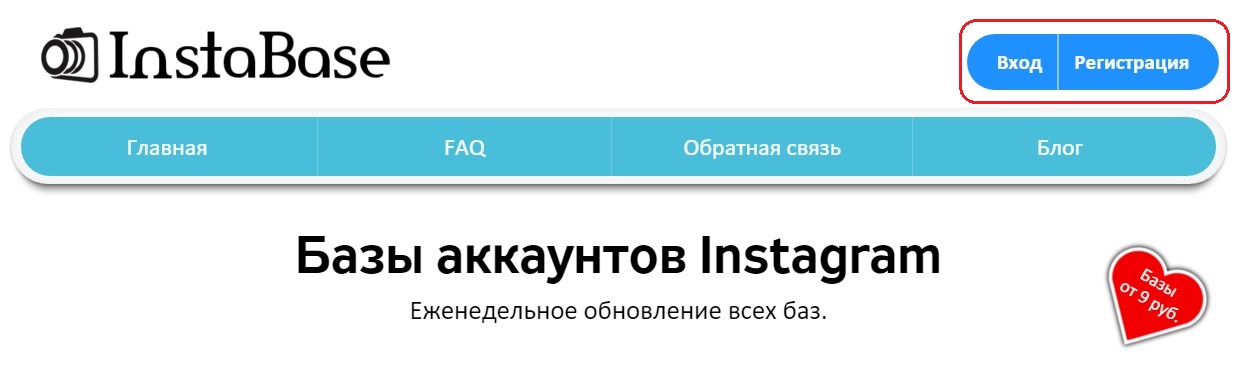 InstaBase
Вход Регистрация
Главная FAQ Обратная связь Блог
Базы аккаунтов Instagram
Еженедельное обновление всех баз.
Базы
от 9 руб.